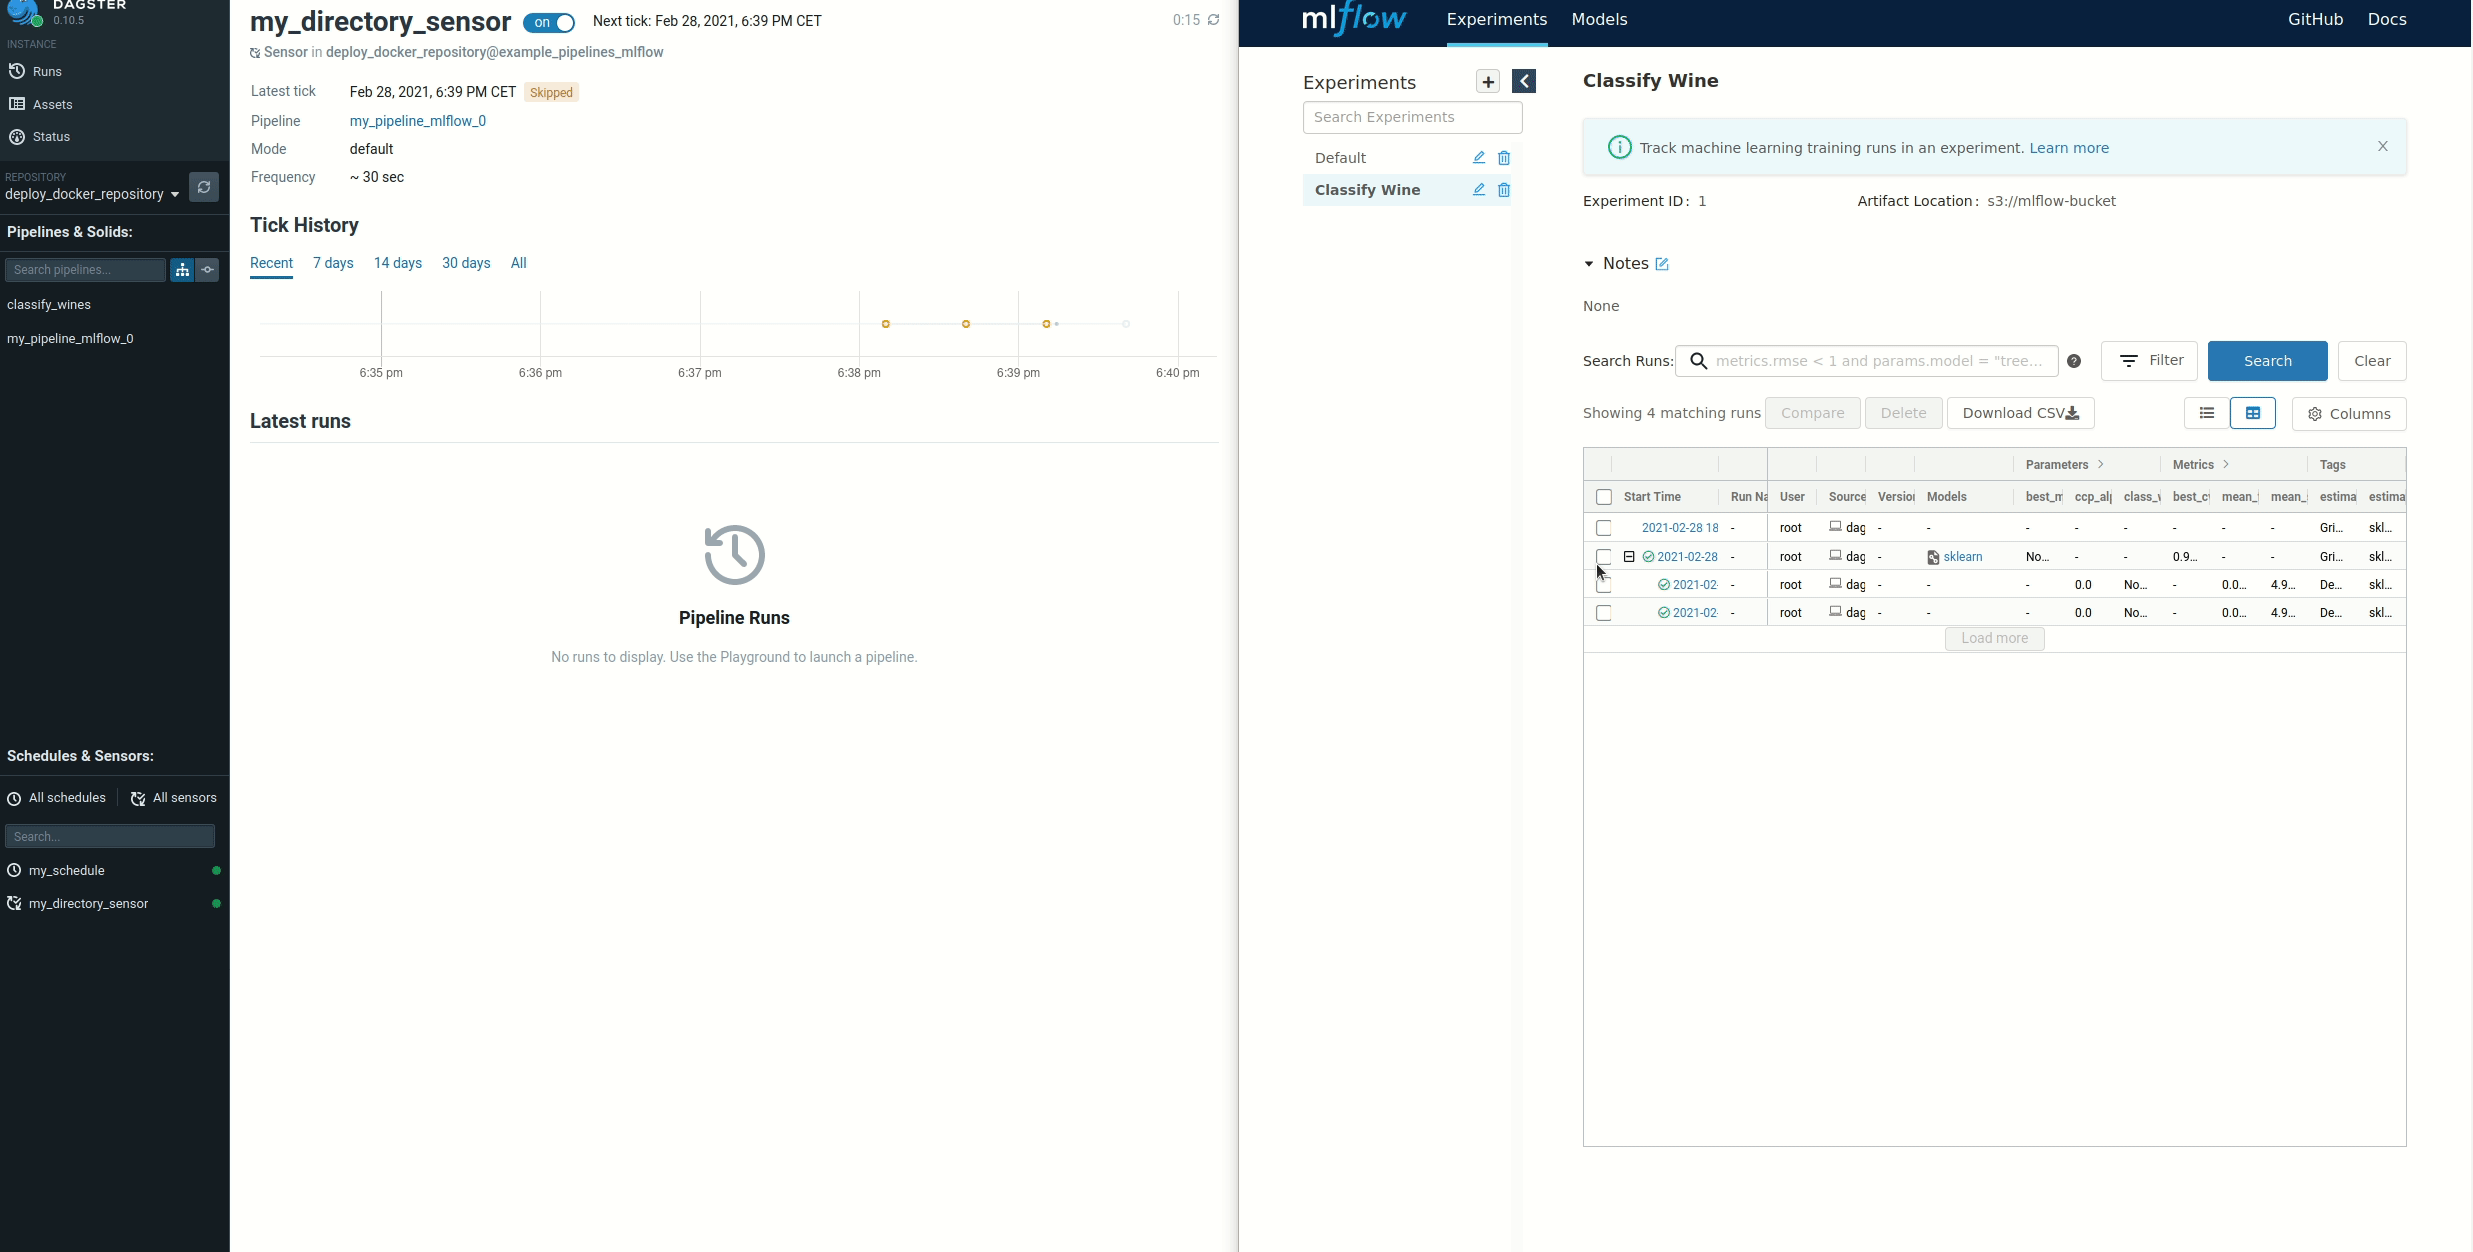 DAGSTER
0.10.5
INSTANCE
Runs
Assets
Status
REPOSITORY
deploy_docker_repository
Pipelines & Solids:
Search pipelines...
classify_wines
my_pipeline_mlflow_0
Schedules & Sensors:
All schedules
All sensors
Search...
my_schedule
my_directory_sensor
my_directory_sensor on Next tick: Feb 28, 2021, 6:39 PM CET 0:15
Sensor in deploy_docker_repository@example_pipelines_mlflow
Latest tick Feb 28, 2021, 6:39 PM CET Skipped
Pipeline my_pipeline_mlflow_0
Mode default
Frequency ~ 30 sec
Tick History
Recent 7 days 14 days 30 days All
6:35 pm 6:36 pm 6:37 pm 6:38 pm 6:39 pm 6:40 pm
Latest runs
Pipeline Runs
No runs to display. Use the Playground to launch a pipeline.
mlflow Experiments Models GitHub Docs
Experiments +
Search Experiments
Default
Classify Wine
Classify Wine
Track machine learning training runs in an experiment. Learn more
Experiment ID: 1 Artifact Location: s3://mlflow-bucket
Notes
None
Search Runs: metrics.rmse < 1 and params.model = "tree... ? Filter Search Clear
Showing 4 matching runs Compare Delete Download CSV Columns
Parameters > Metrics > Tags
Start Time Run Na User Source Version Models best_m ccp_alp class_w best_c mean_ mean_ estima estima
2021-02-28 18 - root dag - - - - - - - - Gri... skl...
2021-02-28 - root dag - sklearn No... - - 0.9... - - Gri... skl...
2021-02- - root dag - - - 0.0 No... - 0.0... 4.9... De... skl...
2021-02- - root dag - - - 0.0 No... - 0.0... 4.9... De... skl...
Load more